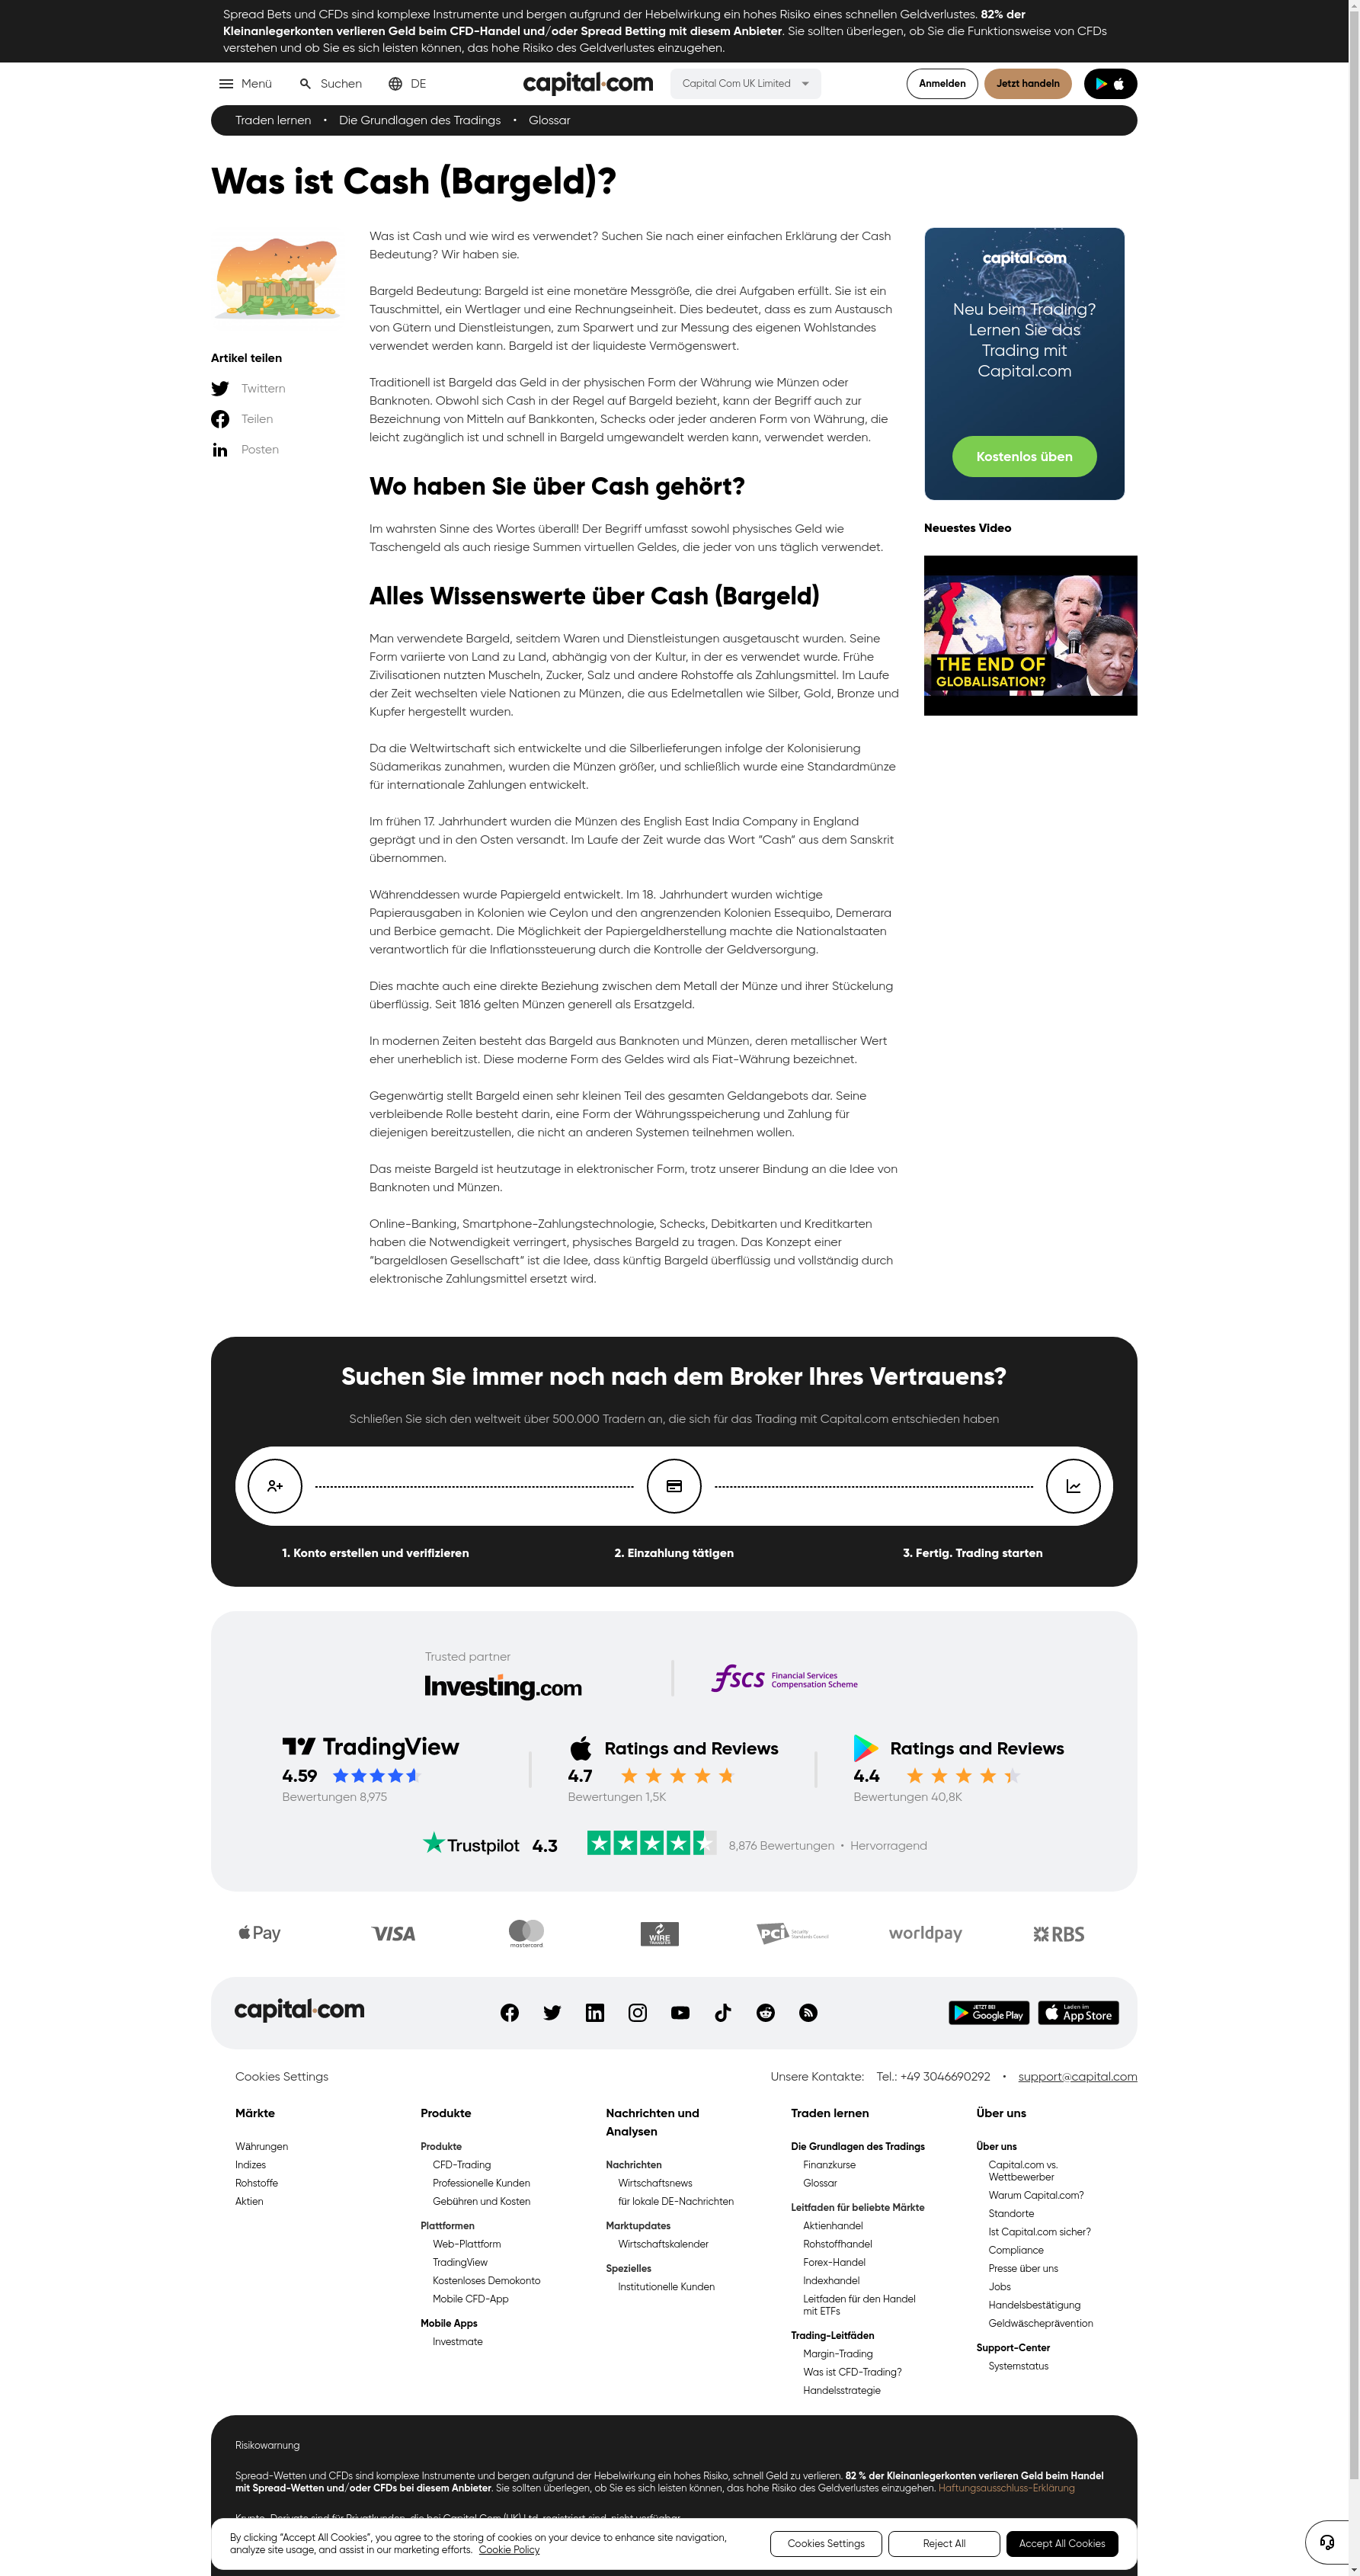 Spread Bets und CFDs sind komplexe Instrumente und bergen aufgrund der Hebelwirkung ein hohes Risiko eines schnellen Geldverlustes. 82% der
Kleinanlegerkonten verlieren Geld beim CFD-Handel und/oder Spread Betting mit diesem Anbieter. Sie sollten überlegen, ob Sie die Funktionsweise von CFDs
verstehen und ob Sie es sich leisten können, das hohe Risiko des Geldverlustes einzugehen.
Menü
Suchen
DE
capital.com
Capital Com UK Limited
Anmelden
Jetzt handeln
Traden lernen • Die Grundlagen des Tradings • Glossar
Was ist Cash (Bargeld)?
Artikel teilen
Twittern
Teilen
Posten
Was ist Cash und wie wird es verwendet? Suchen Sie nach einer einfachen Erklärung der Cash
Bedeutung? Wir haben sie.
Bargeld Bedeutung: Bargeld ist eine monetäre Messgröße, die drei Aufgaben erfüllt. Sie ist ein
Tauschmittel, ein Wertlager und eine Rechnungseinheit. Dies bedeutet, dass es zum Austausch
von Gütern und Dienstleistungen, zum Sparwert und zur Messung des eigenen Wohlstandes
verwendet werden kann. Bargeld ist der liquideste Vermögenswert.
Traditionell ist Bargeld das Geld in der physischen Form der Währung wie Münzen oder
Banknoten. Obwohl sich Cash in der Regel auf Bargeld bezieht, kann der Begriff auch zur
Bezeichnung von Mitteln auf Bankkonten, Schecks oder jeder anderen Form von Währung, die
leicht zugänglich ist und schnell in Bargeld umgewandelt werden kann, verwendet werden.
Wo haben Sie über Cash gehört?
Im wahrsten Sinne des Wortes überall! Der Begriff umfasst sowohl physisches Geld wie
Taschengeld als auch riesige Summen virtuellen Geldes, die jeder von uns täglich verwendet.
Alles Wissenswerte über Cash (Bargeld)
Man verwendete Bargeld, seitdem Waren und Dienstleistungen ausgetauscht wurden. Seine
Form variierte von Land zu Land, abhängig von der Kultur, in der es verwendet wurde. Frühe
Zivilisationen nutzten Muscheln, Zucker, Salz und andere Rohstoffe als Zahlungsmittel. Im Laufe
der Zeit wechselten viele Nationen zu Münzen, die aus Edelmetallen wie Silber, Gold, Bronze und
Kupfer hergestellt wurden.
Da die Weltwirtschaft sich entwickelte und die Silberlieferungen infolge der Kolonisierung
Südamerikas zunahmen, wurden die Münzen größer, und schließlich wurde eine Standardmünze
für internationale Zahlungen entwickelt.
Im frühen 17. Jahrhundert wurden die Münzen des English East India Company in England
geprägt und in den Osten versandt. Im Laufe der Zeit wurde das Wort “Cash“ aus dem Sanskrit
übernommen.
Währenddessen wurde Papiergeld entwickelt. Im 18. Jahrhundert wurden wichtige
Papierausgaben in Kolonien wie Ceylon und den angrenzenden Kolonien Essequibo, Demerara
und Berbice gemacht. Die Möglichkeit der Papiergeldherstellung machte die Nationalstaaten
verantwortlich für die Inflationssteuerung durch die Kontrolle der Geldversorgung.
Dies machte auch eine direkte Beziehung zwischen dem Metall der Münze und ihrer Stückelung
überflüssig. Seit 1816 gelten Münzen generell als Ersatzgeld.
In modernen Zeiten besteht das Bargeld aus Banknoten und Münzen, deren metallischer Wert
eher unerheblich ist. Diese moderne Form des Geldes wird als Fiat-Währung bezeichnet.
Gegenwärtig stellt Bargeld einen sehr kleinen Teil des gesamten Geldangebots dar. Seine
verbleibende Rolle besteht darin, eine Form der Währungsspeicherung und Zahlung für
diejenigen bereitzustellen, die nicht an anderen Systemen teilnehmen wollen.
Das meiste Bargeld ist heutzutage in elektronischer Form, trotz unserer Bindung an die Idee von
Banknoten und Münzen.
Online-Banking, Smartphone-Zahlungstechnologie, Schecks, Debitkarten und Kreditkarten
haben die Notwendigkeit verringert, physisches Bargeld zu tragen. Das Konzept einer
“bargeldlosen Gesellschaft” ist die Idee, dass künftig Bargeld überflüssig und vollständig durch
elektronische Zahlungsmittel ersetzt wird.
capital.com
Neu beim Trading?
Lernen Sie das
Trading mit
Capital.com
Kostenlos üben
Neuestes Video
THE END OF
GLOBALISATION?
Suchen Sie immer noch nach dem Broker Ihres Vertrauens?
Schließen Sie sich den weltweit über 500.000 Tradern an, die sich für das Trading mit Capital.com entschieden haben
1. Konto erstellen und verifizieren
2. Einzahlung tätigen
3. Fertig. Trading starten
Trusted partner
Investing.com
fscs Financial Services
Compensation Scheme
TradingView
4.59
Bewertungen 8,975
Ratings and Reviews
4.7
Bewertungen 1,5K
Ratings and Reviews
4.4
Bewertungen 40,8K
Trustpilot 4.3
8,876 Bewertungen • Hervorragend
Pay
VISA
mastercard
WIRE
TRANSFER
PCI Security
Standards Council
worldpay
RBS
capital.com
JETZT BEI
Google Play
Laden im
App Store
Cookies Settings
Unsere Kontakte: Tel.: +49 3046690292 • support@capital.com
Märkte
Währungen
Indizes
Rohstoffe
Aktien
Produkte
Produkte
CFD-Trading
Professionelle Kunden
Gebühren und Kosten
Plattformen
Web-Plattform
TradingView
Kostenloses Demokonto
Mobile CFD-App
Mobile Apps
Investmate
Nachrichten und
Analysen
Nachrichten
Wirtschaftsnews
für lokale DE-Nachrichten
Marktupdates
Wirtschaftskalender
Spezielles
Institutionelle Kunden
Traden lernen
Die Grundlagen des Tradings
Finanzkurse
Glossar
Leitfaden für beliebte Märkte
Aktienhandel
Rohstoffhandel
Forex-Handel
Indexhandel
Leitfaden für den Handel
mit ETFs
Trading-Leitfäden
Margin-Trading
Was ist CFD-Trading?
Handelsstrategie
Über uns
Über uns
Capital.com vs.
Wettbewerber
Warum Capital.com?
Standorte
Ist Capital.com sicher?
Compliance
Presse über uns
Jobs
Handelsbestätigung
Geldwäscheprävention
Support-Center
Systemstatus
Risikowarnung
Spread-Wetten und CFDs sind komplexe Instrumente und bergen aufgrund der Hebelwirkung ein hohes Risiko, schnell Geld zu verlieren. 82 % der Kleinanlegerkonten verlieren Geld beim Handel
mit Spread-Wetten und/oder CFDs bei diesem Anbieter. Sie sollten überlegen, ob Sie es sich leisten können, das hohe Risiko des Geldverlustes einzugehen. Haftungsausschluss-Erklärung
Krypto-Derivate sind für Privatkunden, die bei Capital Com (UK) Ltd. registriert sind, nicht verfügbar.
By clicking “Accept All Cookies”, you agree to the storing of cookies on your device to enhance site navigation,
analyze site usage, and assist in our marketing efforts. Cookie Policy
Cookies Settings
Reject All
Accept All Cookies